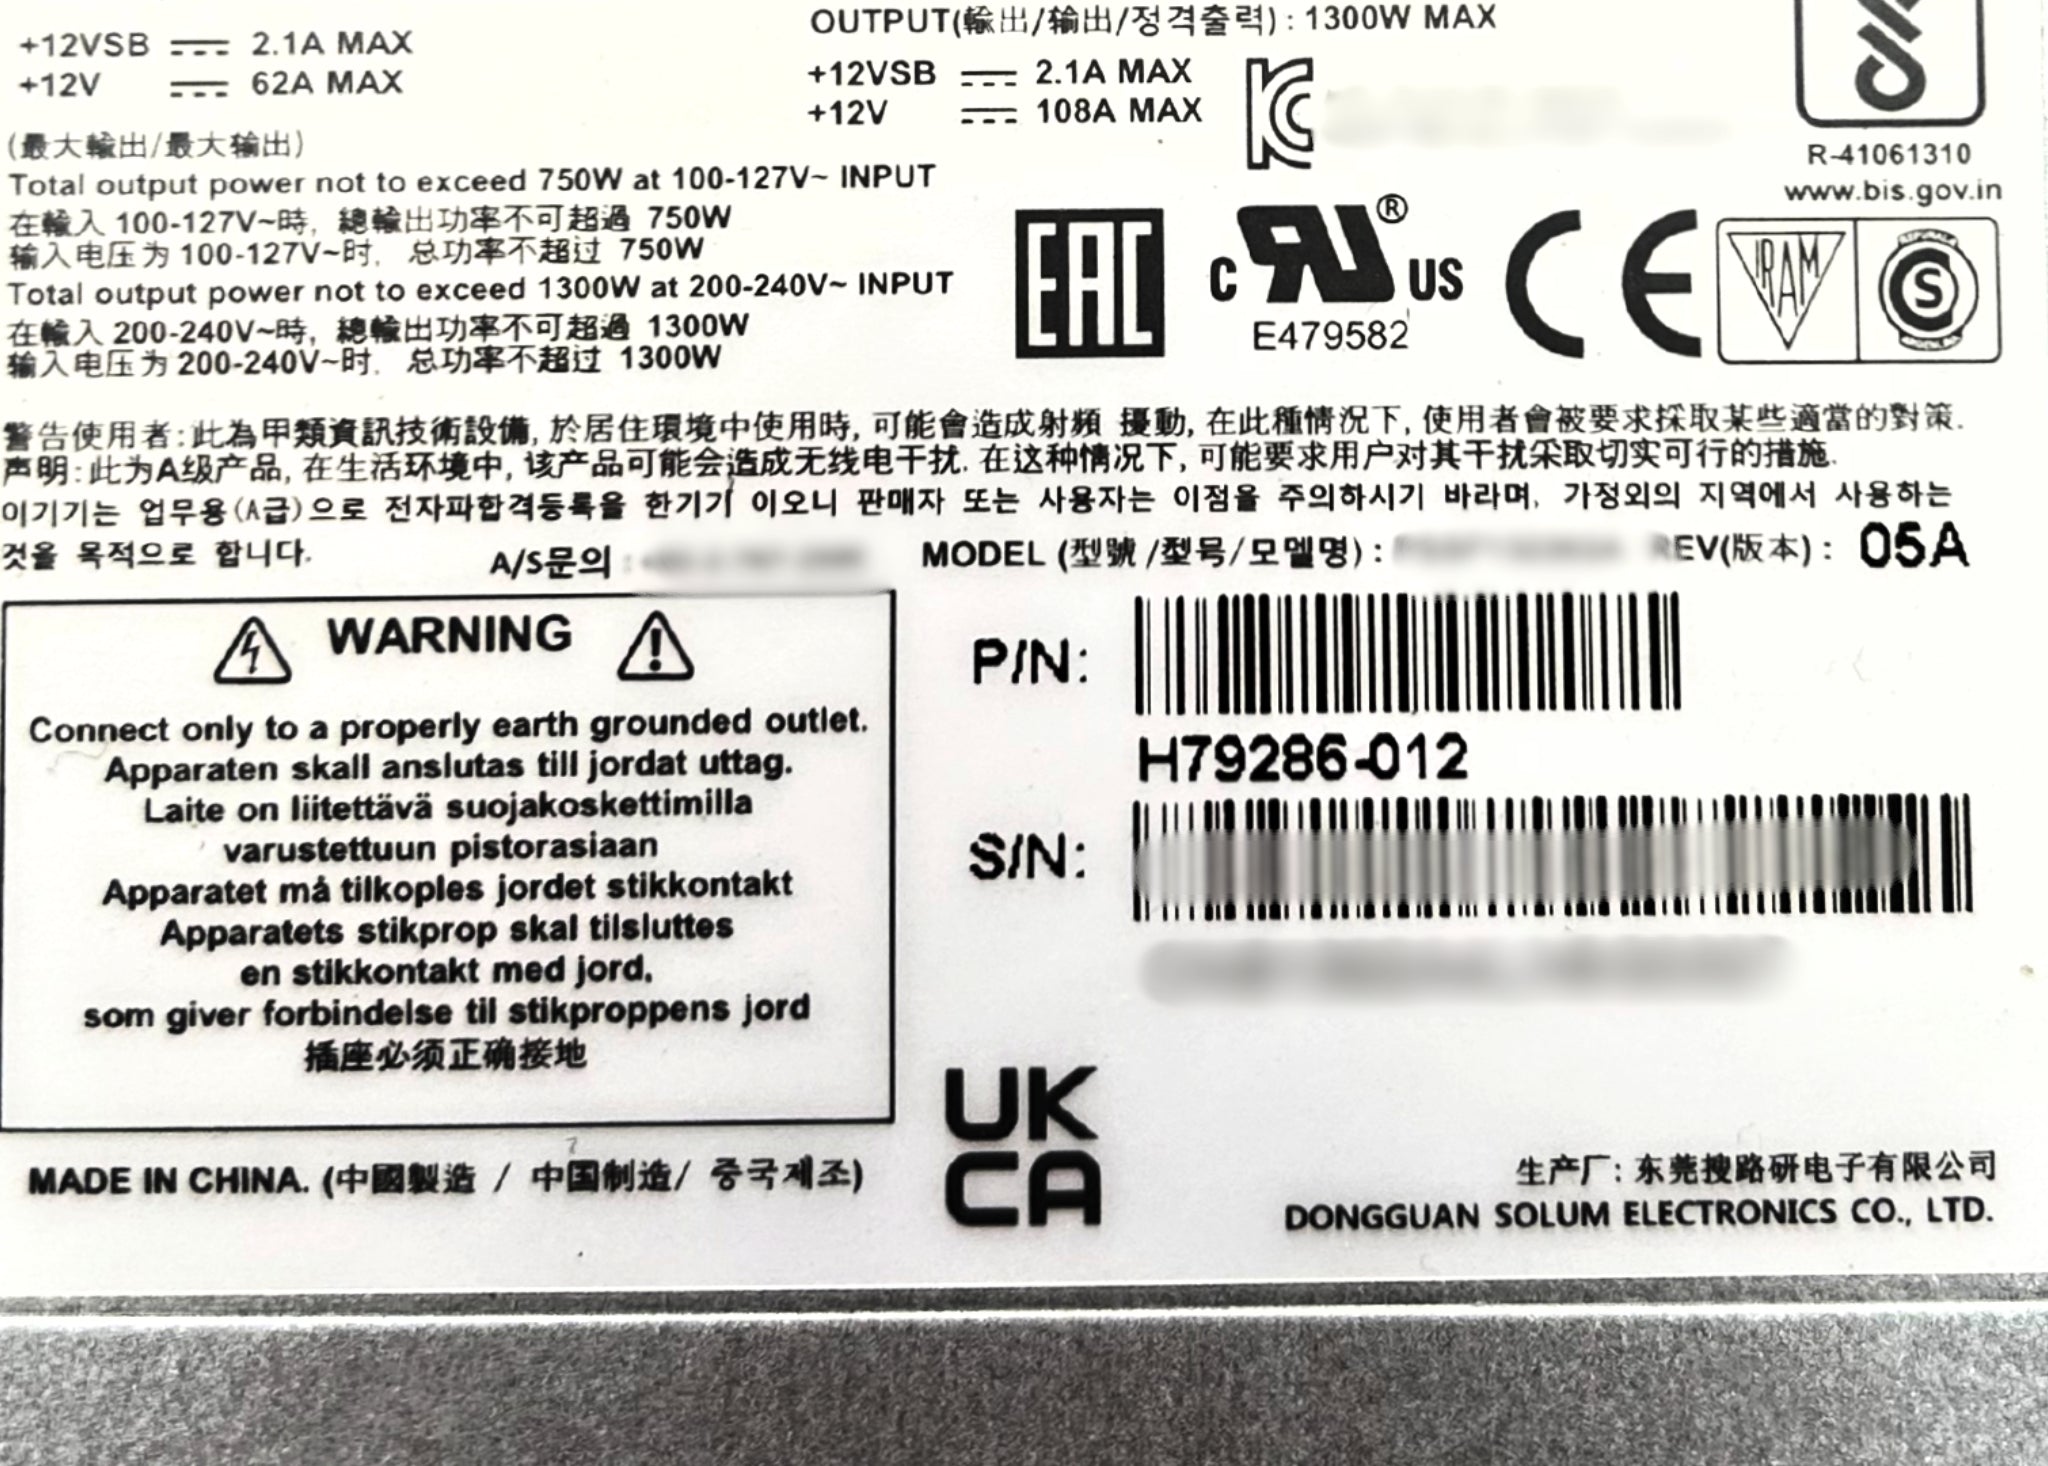 +12VSB 2.1A MAX
+12V 62A MAX
(最大輸出/最大输出)
Total output power not to exceed 750W at 100-127V~ INPUT
在輸入 100-127V~時, 總輸出功率不可超過 750W
输入电压为 100-127V~时, 总功率不超过 750W
Total output power not to exceed 1300W at 200-240V~ INPUT
在輸入 200-240V~時, 總輸出功率不可超過 1300W
输入电压为 200-240V~时, 总功率不超过 1300W
OUTPUT(輸出/输出/정격출력): 1300W MAX
+12VSB 2.1A MAX
+12V 108A MAX
R-41061310
www.bis.gov.in
EAC
c RU ® US
E479582
CE
IRAM
S
警告使用者:此為甲類資訊技術設備, 於居住環境中使用時, 可能會造成射頻 擾動, 在此種情況下, 使用者會被要求採取某些適當的對策.
声明:此为A级产品, 在生活环境中, 该产品可能会造成无线电干扰. 在这种情况下, 可能要求用户对其干扰采取切实可行的措施.
이기기는 업무용(A급)으로 전자파합격등록을 한기기 이오니 판매자 또는 사용자는 이점을 주의하시기 바라며, 가정외의 지역에서 사용하는
것을 목적으로 합니다.
A/S문의 :
MODEL (型號 /型号/모델명) : REV(版本) : 05A
WARNING
Connect only to a properly earth grounded outlet.
Apparaten skall anslutas till jordat uttag.
Laite on liitettävä suojakoskettimilla
varustettuun pistorasiaan
Apparatet må tilkoples jordet stikkontakt
Apparatets stikprop skal tilsluttes
en stikkontakt med jord,
som giver forbindelse til stikproppens jord
插座必须正确接地
P/N:
H79286-012
S/N:
UK
CA
MADE IN CHINA. (中國製造 / 中国制造/ 중국제조)
生产厂: 东莞搜路研电子有限公司
DONGGUAN SOLUM ELECTRONICS CO., LTD.